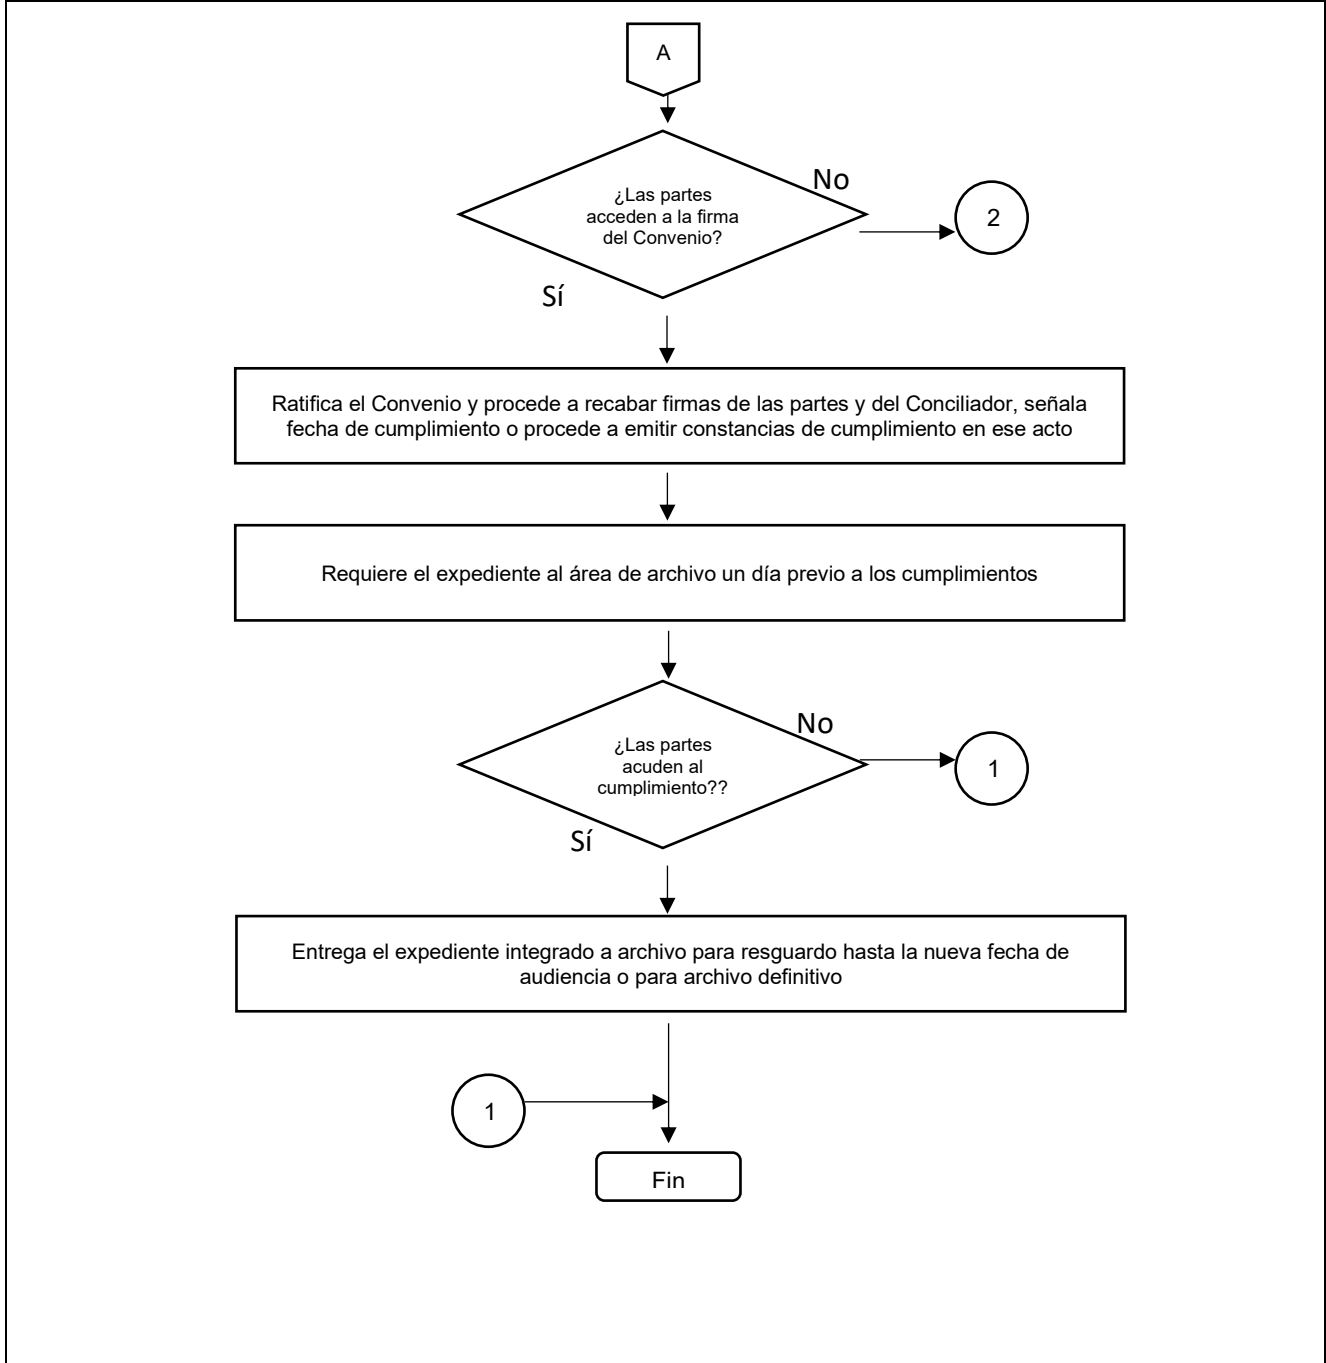 A
¿Las partes
acceden a la firma
del Convenio?
No
2
Sí
Ratifica el Convenio y procede a recabar firmas de las partes y del Conciliador, señala
fecha de cumplimiento o procede a emitir constancias de cumplimiento en ese acto
Requiere el expediente al área de archivo un día previo a los cumplimientos
¿Las partes
acuden al
cumplimiento??
No
1
Sí
Entrega el expediente integrado a archivo para resguardo hasta la nueva fecha de
audiencia o para archivo definitivo
1
Fin